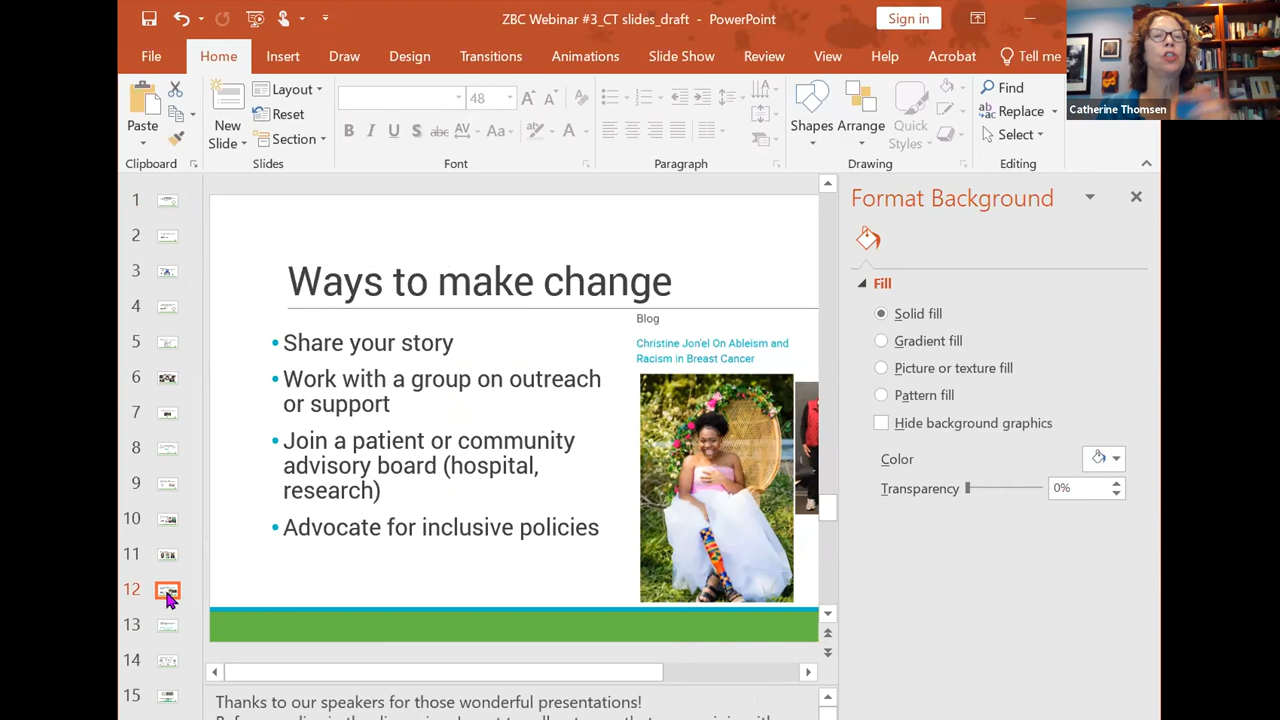 ZBC Webinar #3_CT slides_draft - PowerPoint
Sign in
File Home Insert Draw Design Transitions Animations Slide Show Review View Help Acrobat Tell me
Catherine Thomsen
Paste
Clipboard
New
Slide
Layout
Reset
Section
Slides
48
B I U S abc AV Aa A
Font
Paragraph
Shapes Arrange Quick
Styles
Drawing
Find
Replace
Select
Editing
1
2
3
4
5
6
7
8
9
10
11
12
13
14
15
Ways to make change
• Share your story
• Work with a group on outreach
or support
• Join a patient or community
advisory board (hospital,
research)
• Advocate for inclusive policies
Blog
Christine Jon'el On Ableism and
Racism in Breast Cancer
Thanks to our speakers for those wonderful presentations!
Format Background
Fill
Solid fill
Gradient fill
Picture or texture fill
Pattern fill
Hide background graphics
Color
Transparency 0%